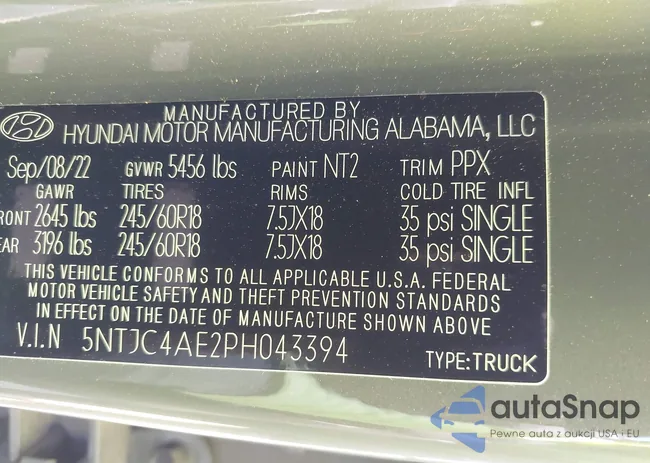 MANUFACTURED BY
HYUNDAI MOTOR MANUFACTURING ALABAMA, LLC
Sep/08/22 GVWR 5456 lbs PAINT NT2 TRIM PPX
GAWR TIRES RIMS COLD TIRE INFL
RONT 2645 lbs 245/60R18 7.5JX18 35 psi SINGLE
EAR 3196 lbs 245/60R18 7.5JX18 35 psi SINGLE
THIS VEHICLE CONFORMS TO ALL APPLICABLE U.S.A. FEDERAL
MOTOR VEHICLE SAFETY AND THEFT PREVENTION STANDARDS
IN EFFECT ON THE DATE OF MANUFACTURE SHOWN ABOVE
V.I.N 5NTJC4AE2PH043394 TYPE:TRUCK
autaSnap
Pewne auta z aukcji USA i EU